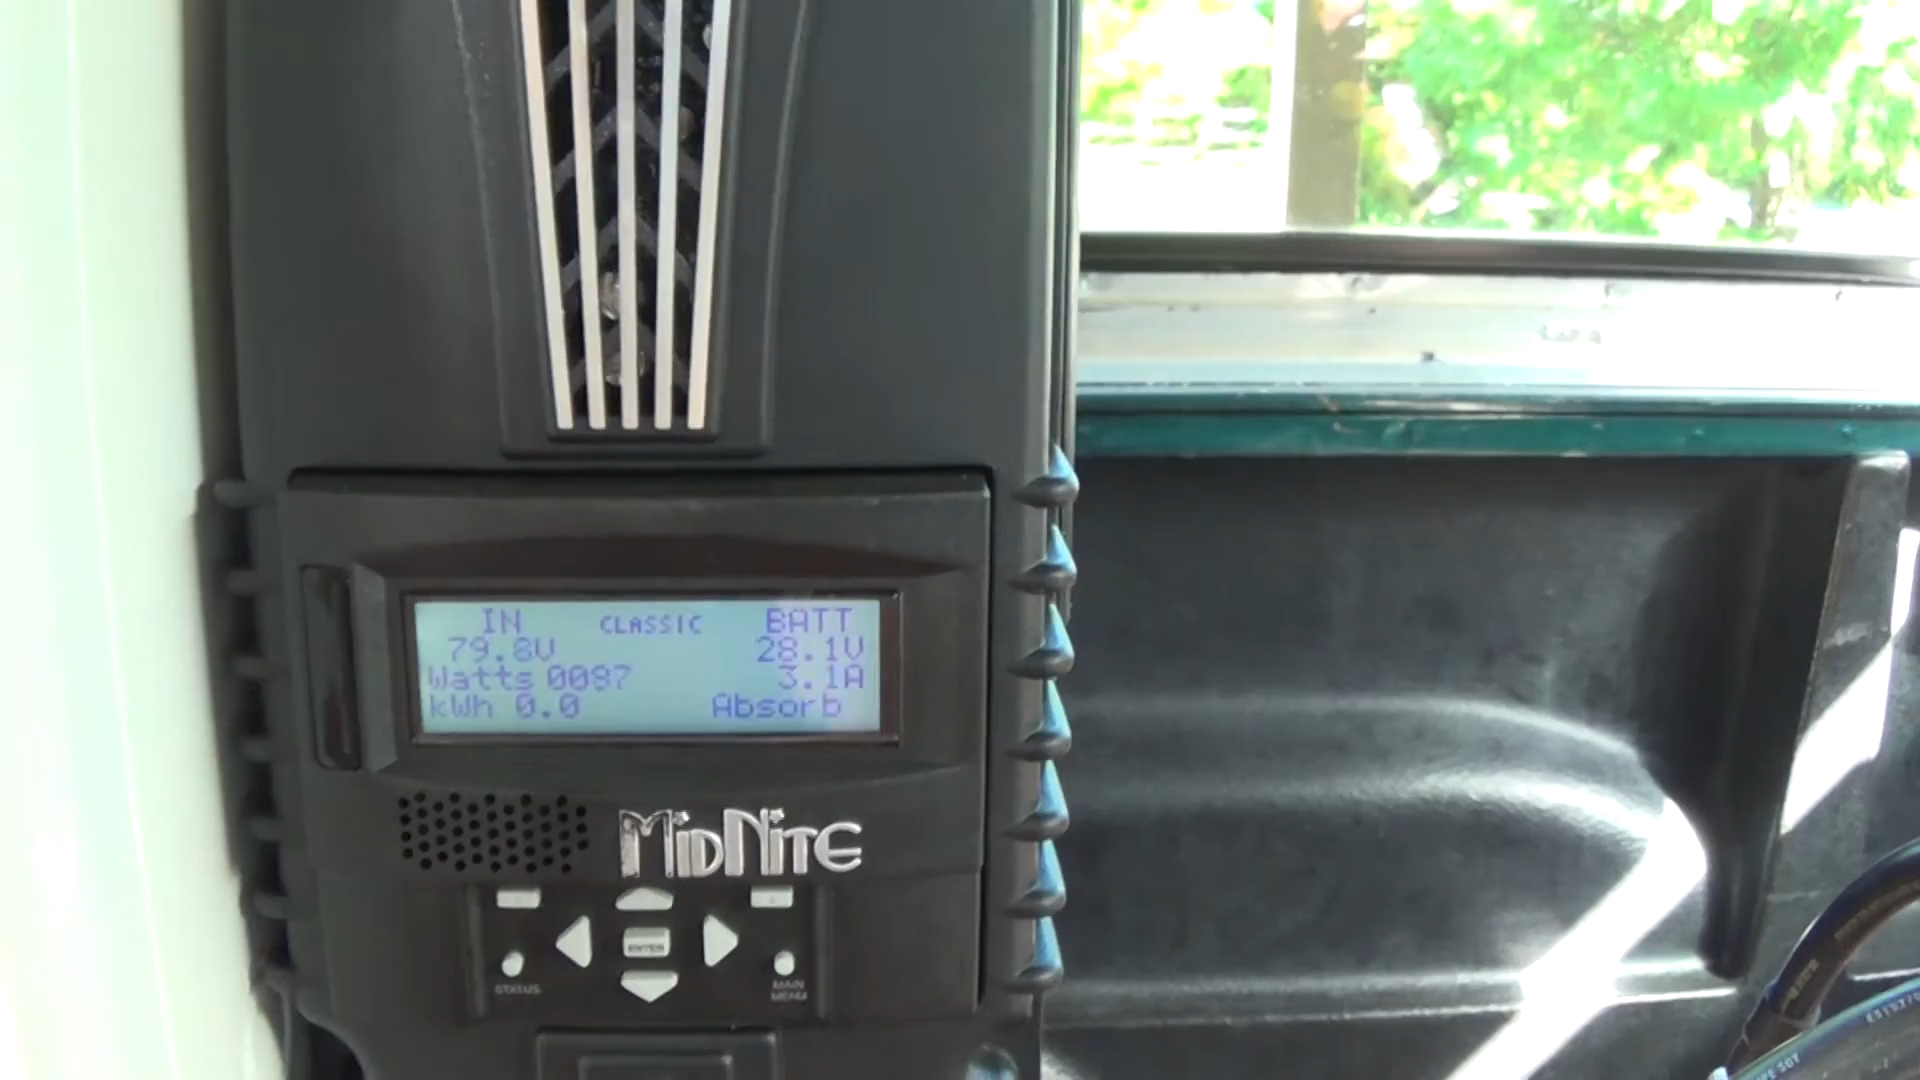 IN CLASSIC BATT
79.8V 28.1V
Watts 0087 3.1A
kWh 0.0 Absorb
MIDNITE
ENTER
STATUS
MAIN
MENU